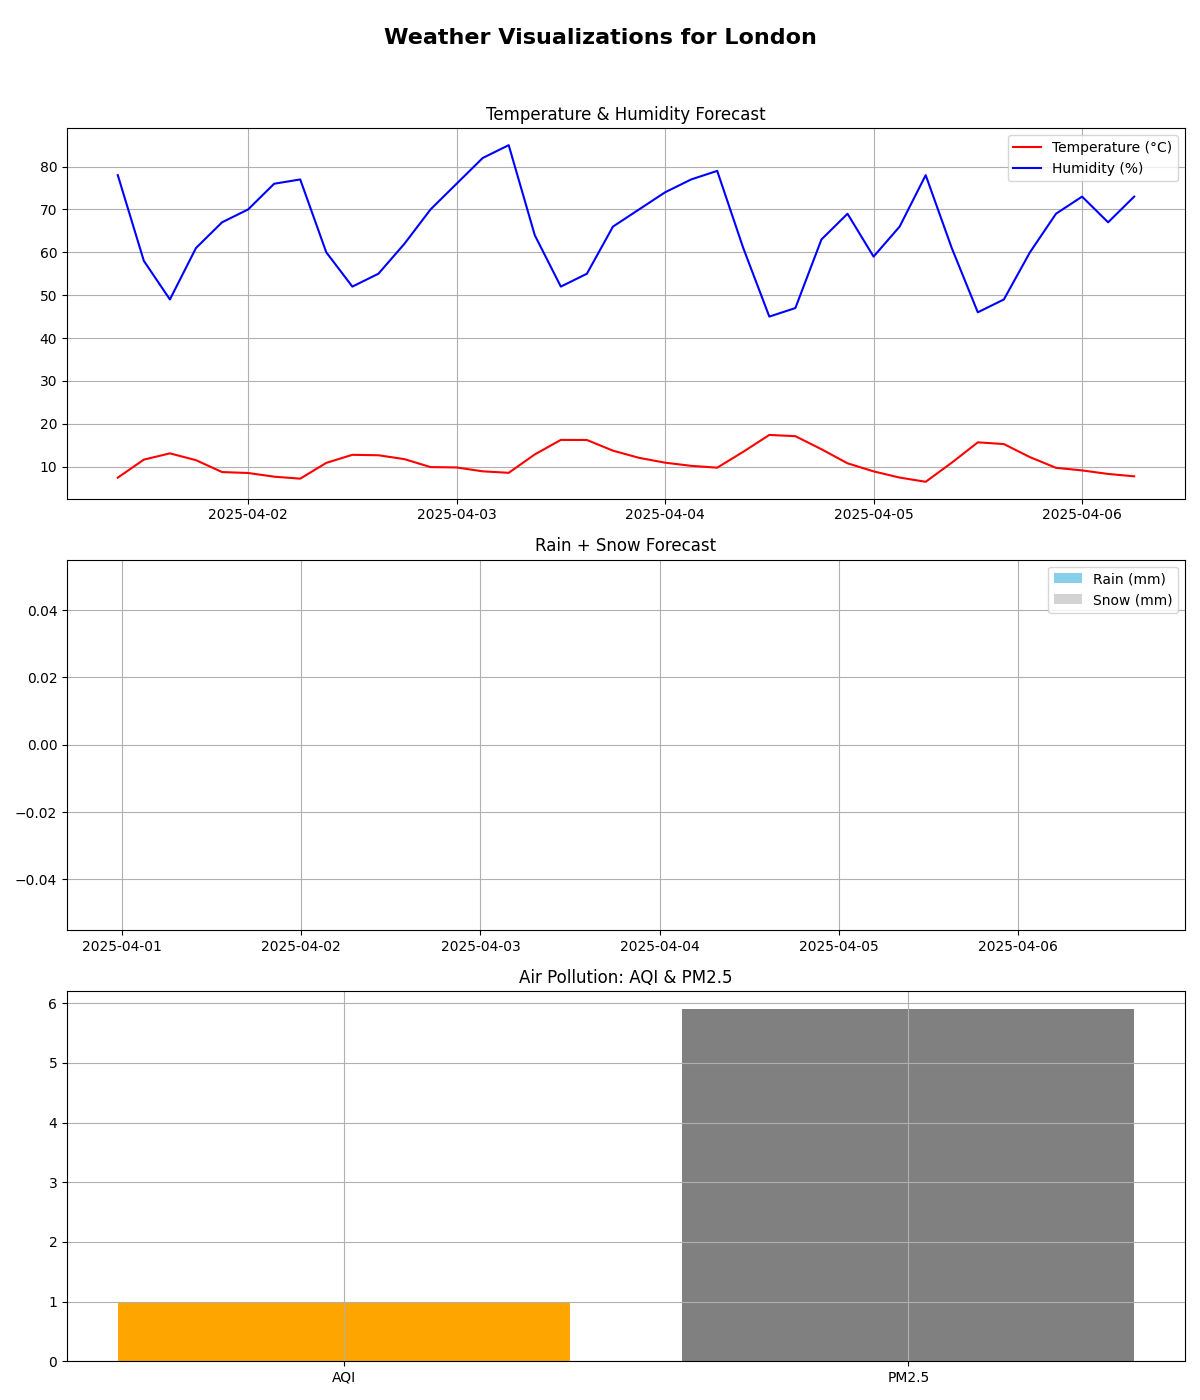 Weather Visualizations for London
Temperature & Humidity Forecast
Temperature (°C)
Humidity (%)
80
70
60
50
40
30
20
10
2025-04-02 2025-04-03 2025-04-04 2025-04-05 2025-04-06
Rain + Snow Forecast
Rain (mm)
Snow (mm)
0.04
0.02
0.00
−0.02
−0.04
2025-04-01 2025-04-02 2025-04-03 2025-04-04 2025-04-05 2025-04-06
Air Pollution: AQI & PM2.5
6
5
4
3
2
1
0
AQI PM2.5